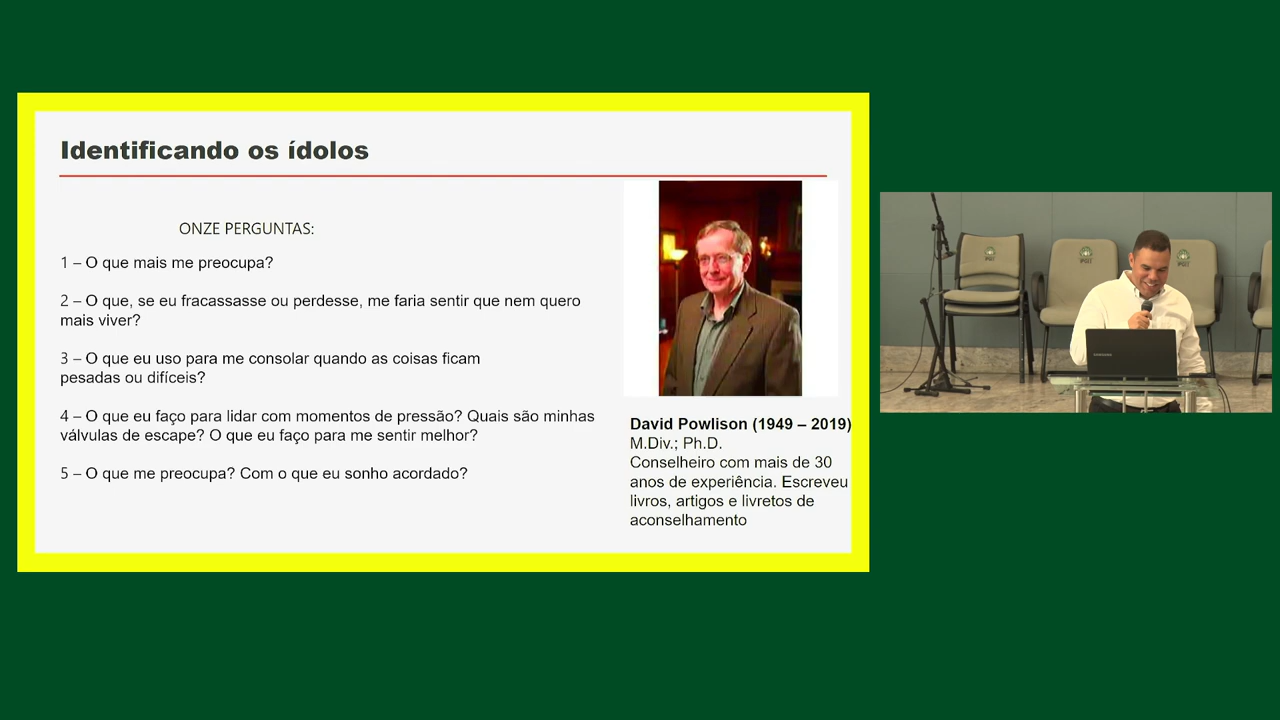 Identificando os ídolos
ONZE PERGUNTAS:
1 – O que mais me preocupa?
2 – O que, se eu fracassasse ou perdesse, me faria sentir que nem quero
mais viver?
3 – O que eu uso para me consolar quando as coisas ficam
pesadas ou difíceis?
4 – O que eu faço para lidar com momentos de pressão? Quais são minhas
válvulas de escape? O que eu faço para me sentir melhor?
5 – O que me preocupa? Com o que eu sonho acordado?
David Powlison (1949 – 2019)
M.Div.; Ph.D.
Conselheiro com mais de 30
anos de experiência. Escreveu
livros, artigos e livretos de
aconselhamento
SAMSUNG